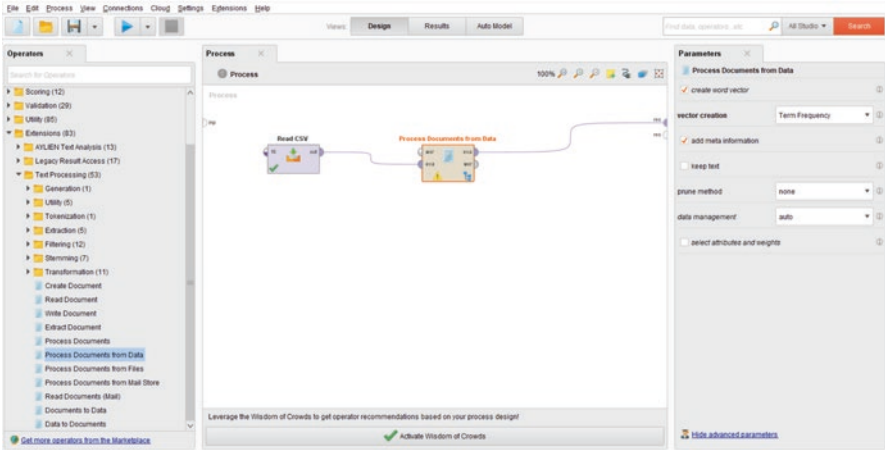 File Edit Process View Connections Cloud Settings Extensions Help
Views: Design Results Auto Model
Find data, operators...etc
All Studio
Search
Operators
Search for Operators
Scoring (12)
Validation (29)
Utility (85)
Extensions (83)
AYLIEN Text Analysis (13)
Legacy Result Access (17)
Text Processing (53)
Generation (1)
Utility (5)
Tokenization (1)
Extraction (5)
Filtering (12)
Stemming (7)
Transformation (11)
Create Document
Read Document
Write Document
Extract Document
Process Documents
Process Documents from Data
Process Documents from Files
Process Documents from Mail Store
Read Documents (Mail)
Documents to Data
Data to Documents
Get more operators from the Marketplace
Process
Process
100%
Process
inp
res
res
Read CSV
Process Documents from Data
fil
out
wor
exa
exa
wor
Leverage the Wisdom of Crowds to get operator recommendations based on your process design!
Activate Wisdom of Crowds
Parameters
Process Documents from Data
create word vector
vector creation
Term Frequency
add meta information
keep text
prune method
none
data management
auto
select attributes and weights
Hide advanced parameters